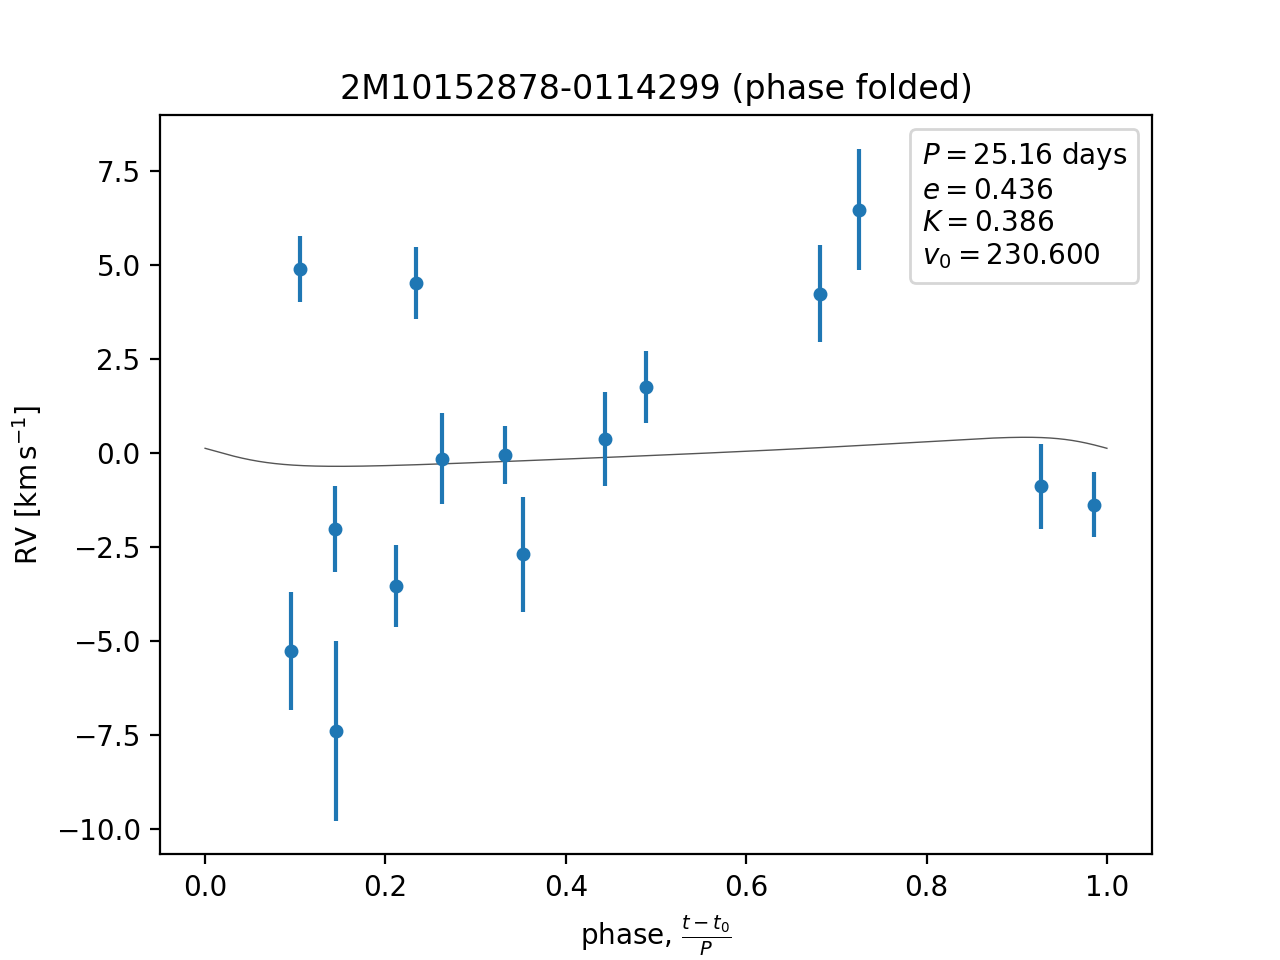 2M10152878-0114299 (phase folded)
P = 25.16 days
e = 0.436
K = 0.386
v₀ = 230.600
7.5
5.0
2.5
0.0
−2.5
−5.0
−7.5
−10.0
RV [km s⁻¹]
0.0 0.2 0.4 0.6 0.8 1.0
phase, (t − t₀)/P